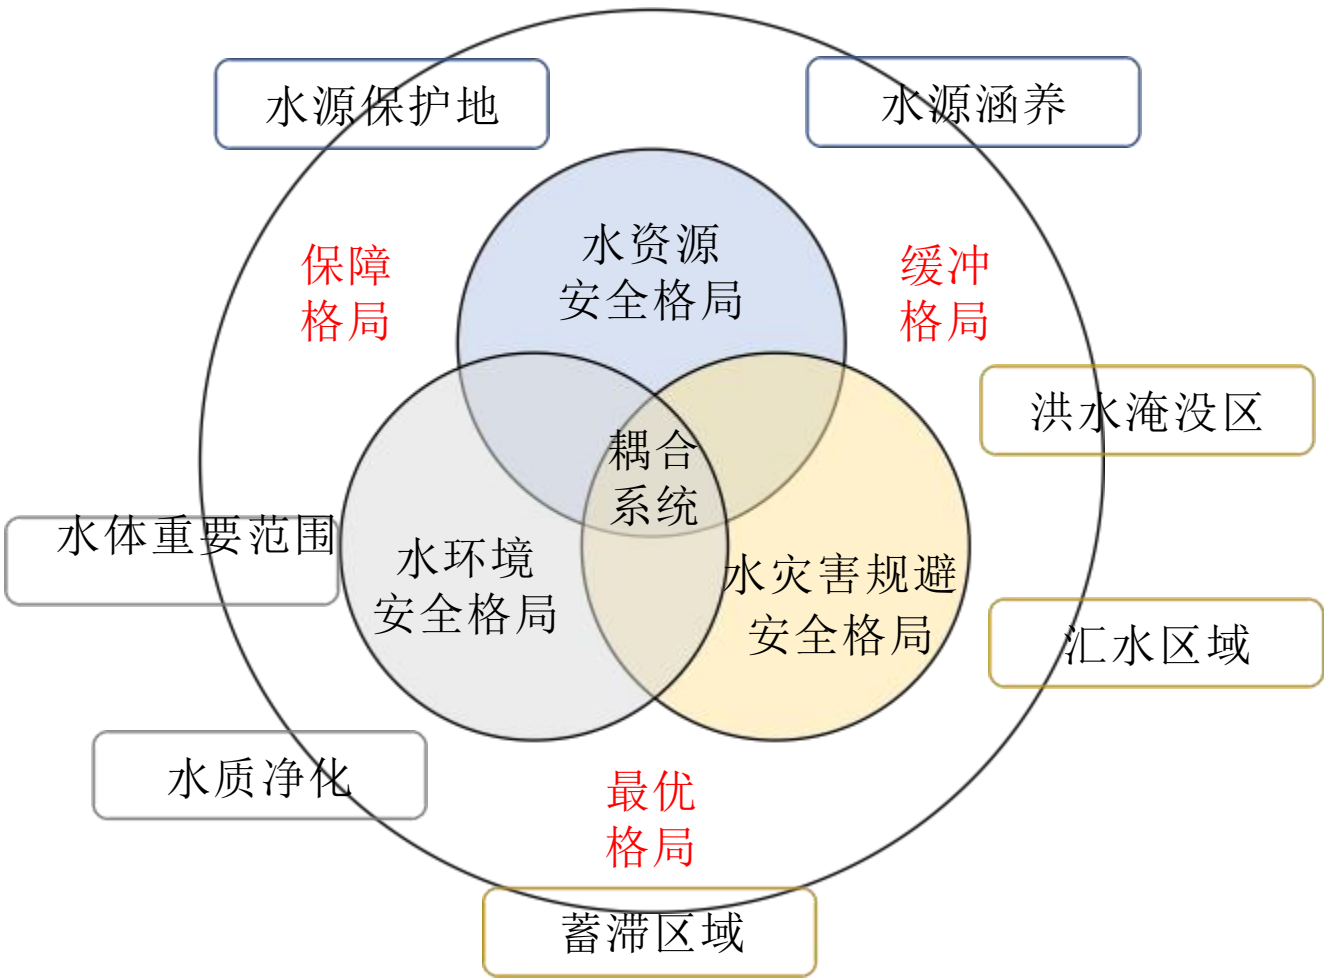 水源保护地
水源涵养
水资源
安全格局
保障
格局
缓冲
格局
洪水淹没区
耦合
系统
水体重要范围
水环境
安全格局
水灾害规避
安全格局
汇水区域
水质净化
最优
格局
蓄滞区域